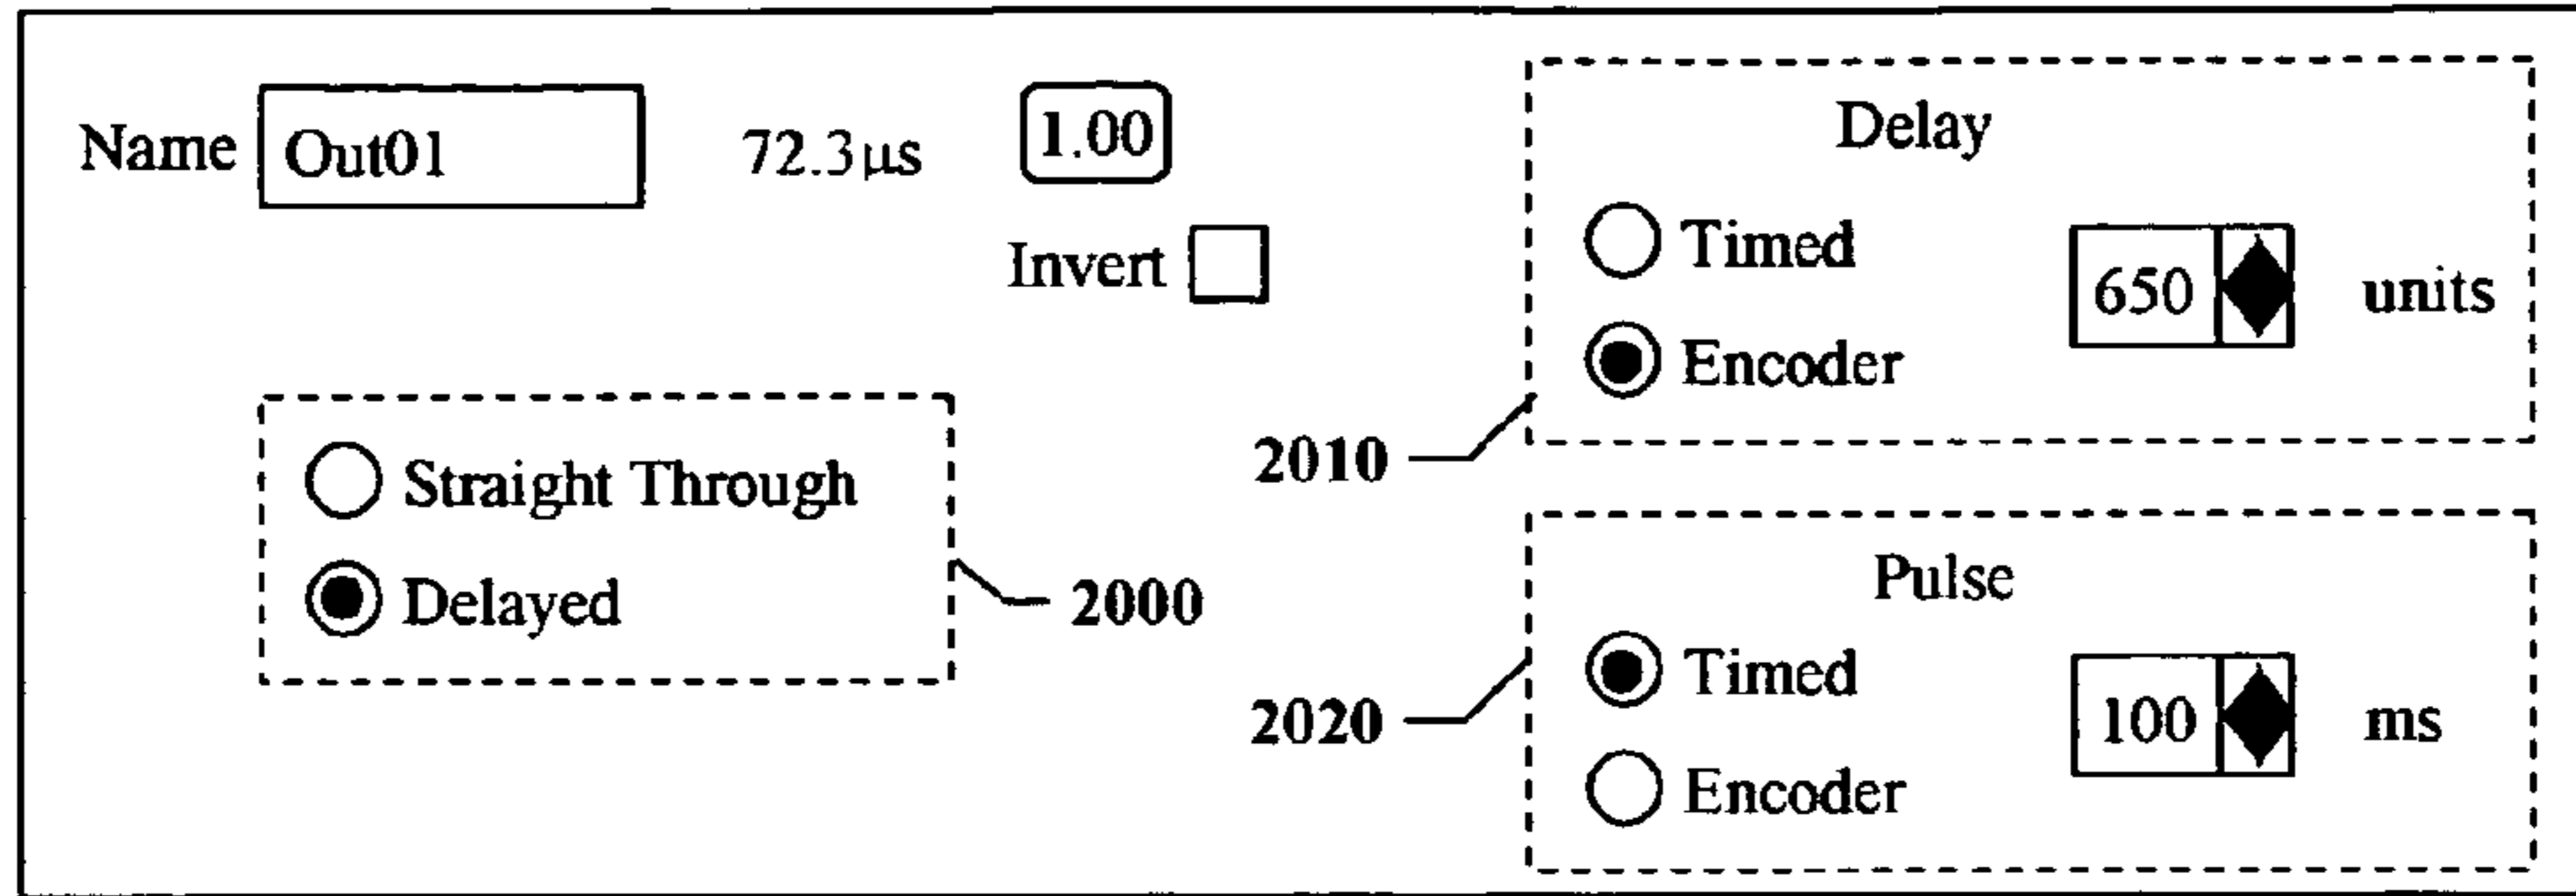 Name Out01 72.3µs 1.00
Invert
Straight Through
Delayed
2000
Delay
Timed
Encoder
650 units
2010
Pulse
Timed
Encoder
100 ms
2020